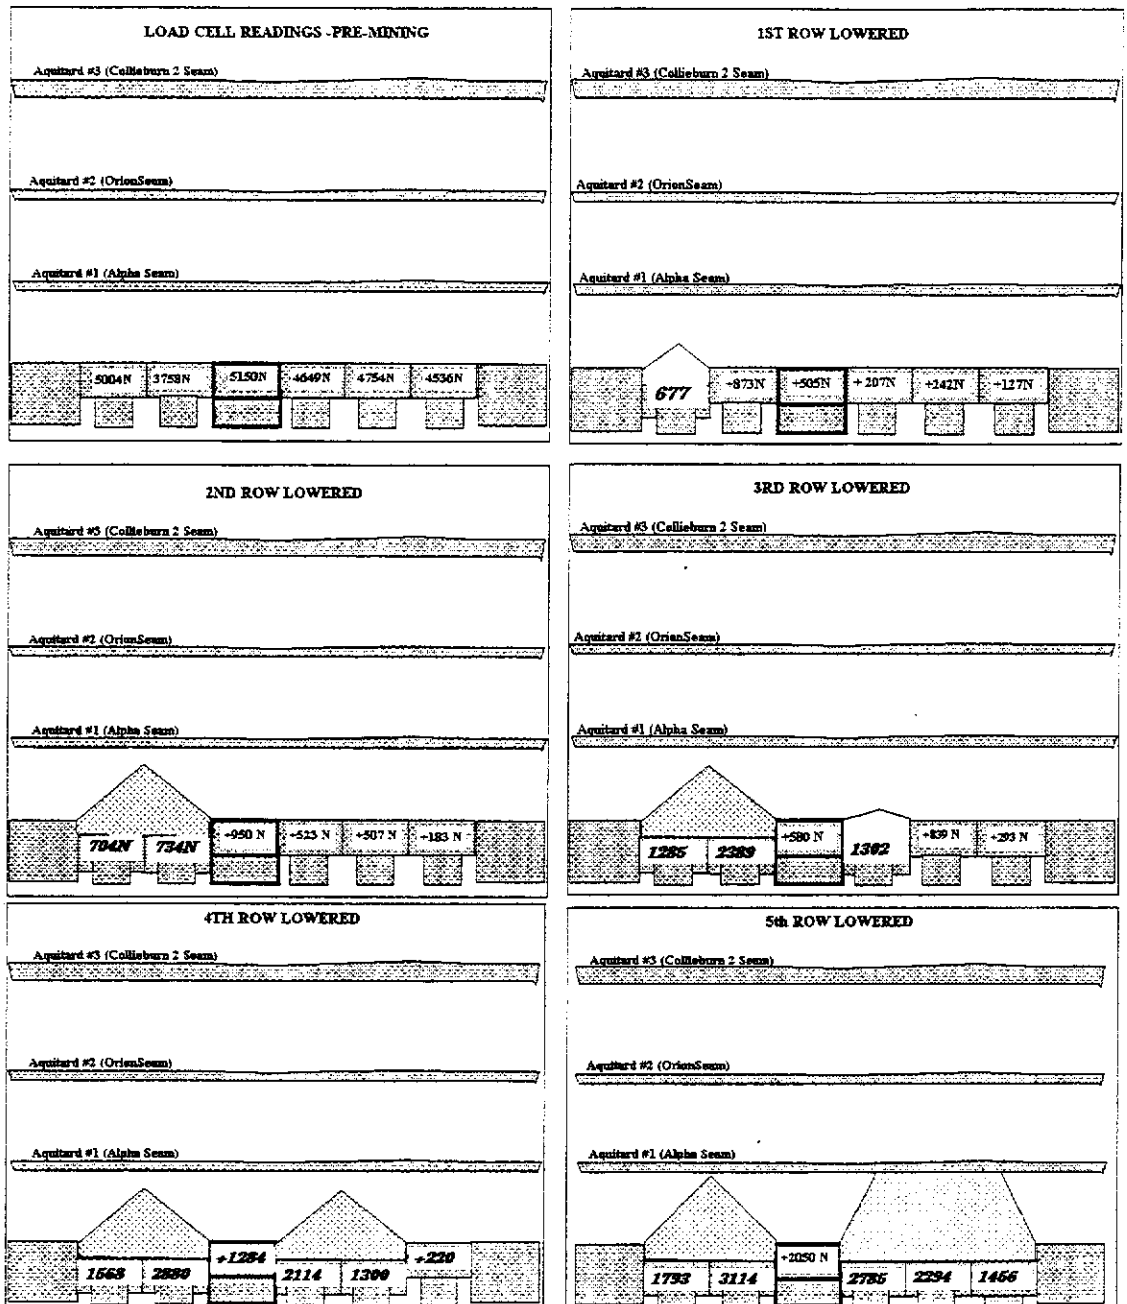 LOAD CELL READINGS -PRE-MINING
Aquitard #3 (Collieburn 2 Seam)
Aquitard #2 (OrionSeam)
Aquitard #1 (Alpha Seam)
5004N 3758N 5150N 4649N 4754N 4536N
1ST ROW LOWERED
Aquitard #3 (Collieburn 2 Seam)
Aquitard #2 (OrionSeam)
Aquitard #1 (Alpha Seam)
677 +873N +505N +207N +242N +127N
2ND ROW LOWERED
Aquitard #3 (Collieburn 2 Seam)
Aquitard #2 (OrionSeam)
Aquitard #1 (Alpha Seam)
704N 734N +950 N +523 N +507 N +183 N
3RD ROW LOWERED
Aquitard #3 (Collieburn 2 Seam)
Aquitard #2 (OrionSeam)
Aquitard #1 (Alpha Seam)
1285 2389 +580 N 1302 +839 N +293 N
4TH ROW LOWERED
Aquitard #3 (Collieburn 2 Seam)
Aquitard #2 (OrionSeam)
Aquitard #1 (Alpha Seam)
1568 2880 +1284 2114 1300 +220
5th ROW LOWERED
Aquitard #3 (Collieburn 2 Seam)
Aquitard #2 (OrionSeam)
Aquitard #1 (Alpha Seam)
1793 3114 +2050 N 2785 2294 1466